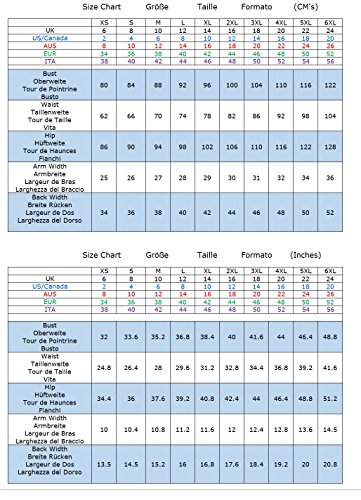 Size Chart Größe Taille Formato (CM's)
XS S M L XL 2XL 3XL 4XL 5XL 6XL
UK 6 8 10 12 14 16 18 20 22 24
US/Canada 2 4 6 8 10 12 14 16 18 20
AUS 8 10 12 14 16 18 20 22 24 26
EUR 34 36 38 40 42 44 46 48 50 52
ITA 38 40 42 44 46 48 50 52 54 56
Bust
Oberweite
Tour de Pointrine
Busto
80 84 88 92 96 100 104 110 116 122
Waist
Taillenweite
Tour de Taille
Vita
62 66 70 74 78 82 86 92 98 104
Hip
Hüftweite
Tour de Haunces
Fianchi
86 90 94 98 102 106 110 116 122 128
Arm Width
Armbreite
Largeur de Bras
Larghezza del Braccio
25 26 27 28 29 30 31 32 34 36
Back Width
Breite Rücken
Largeur de Dos
Larghezza del Dorso
34 36 38 40 42 44 46 48 50 52
Size Chart Größe Taille Formato (Inches)
XS S M L XL 2XL 3XL 4XL 5XL 6XL
UK 6 8 10 12 14 16 18 20 22 24
US/Canada 2 4 6 8 10 12 14 16 18 20
AUS 8 10 12 14 16 18 20 22 24 26
EUR 34 36 38 40 42 44 46 48 50 52
ITA 38 40 42 44 46 48 50 52 54 56
Bust
Oberweite
Tour de Pointrine
Busto
32 33.6 35.2 36.8 38.4 40 41.6 44 46.4 48.8
Waist
Taillenweite
Tour de Taille
Vita
24.8 26.4 28 29.6 31.2 32.8 34.4 36.8 39.2 41.6
Hip
Hüftweite
Tour de Haunces
Fianchi
34.4 36 37.6 39.2 40.8 42.4 44 46.4 48.8 51.2
Arm Width
Armbreite
Largeur de Bras
Larghezza del Braccio
10 10.4 10.8 11.2 11.6 12 12.4 12.8 13.6 14.5
Back Width
Breite Rücken
Largeur de Dos
Larghezza del Dorso
13.5 14.5 15.2 16 16.8 17.6 18.4 19.2 20 20.8